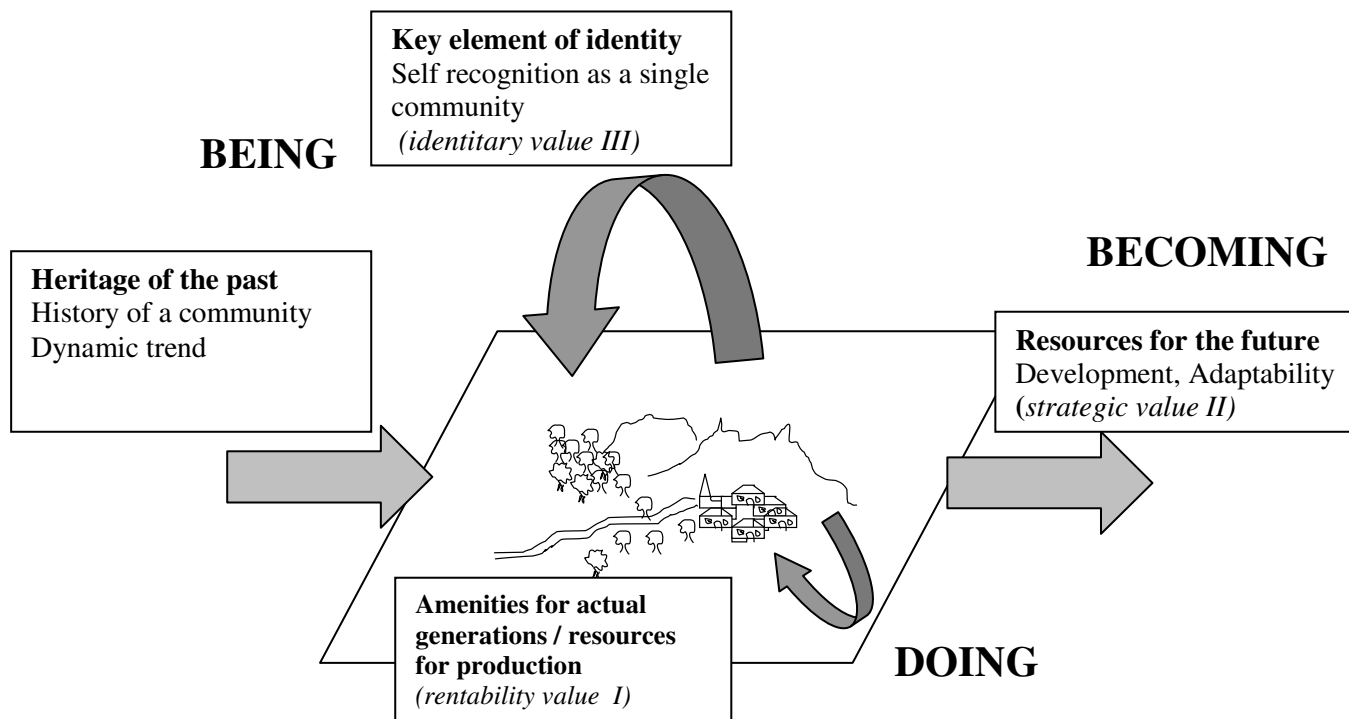 Key element of identity
Self recognition as a single
community
(identitary value III)
BEING
BECOMING
Heritage of the past
History of a community
Dynamic trend
Resources for the future
Development, Adaptability
(strategic value II)
Amenities for actual
generations / resources
for production
(rentability value I)
DOING